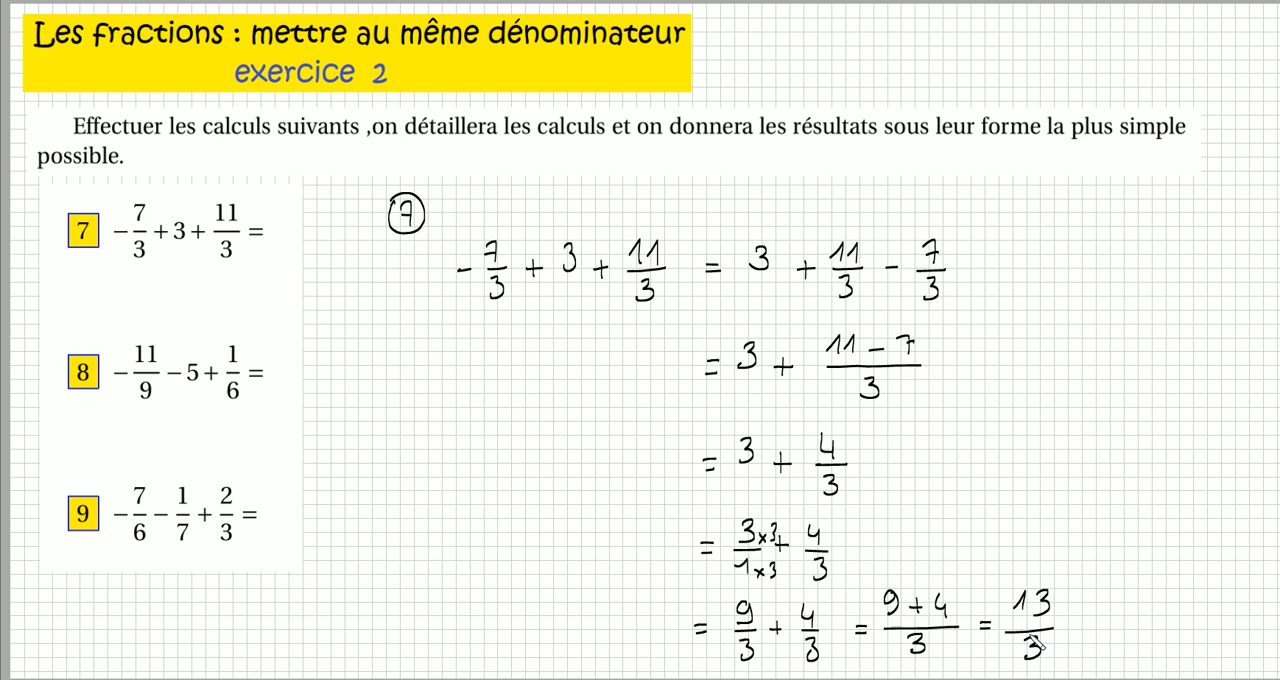 Les fractions : mettre au même dénominateur
exercice 2
Effectuer les calculs suivants ,on détaillera les calculs et on donnera les résultats sous leur forme la plus simple
possible.
7 -7/3 + 3 + 11/3 =
8 -11/9 - 5 + 1/6 =
9 -7/6 - 1/7 + 2/3 =
7
-7/3 + 3 + 11/3 = 3 + 11/3 - 7/3
= 3 + (11 - 7)/3
= 3 + 4/3
= (3×3)/(1×3) + 4/3
= 9/3 + 4/3 = (9 + 4)/3 = 13/3